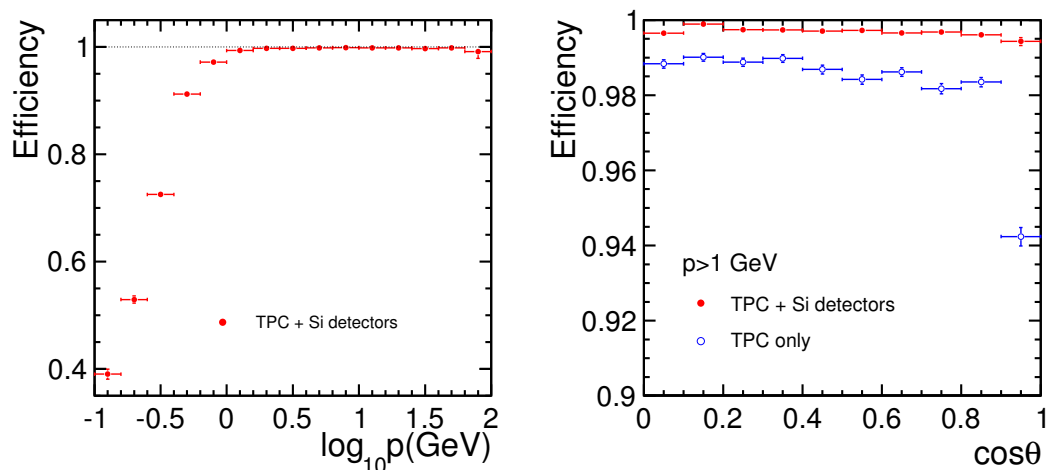 Efficiency
1
0.8
0.6
0.4
-1 -0.5 0 0.5 1 1.5 2
log10p(GeV)
TPC + Si detectors
Efficiency
1
0.98
0.96
0.94
0.92
0.9
0 0.2 0.4 0.6 0.8 1
cosθ
p>1 GeV
TPC + Si detectors
TPC only